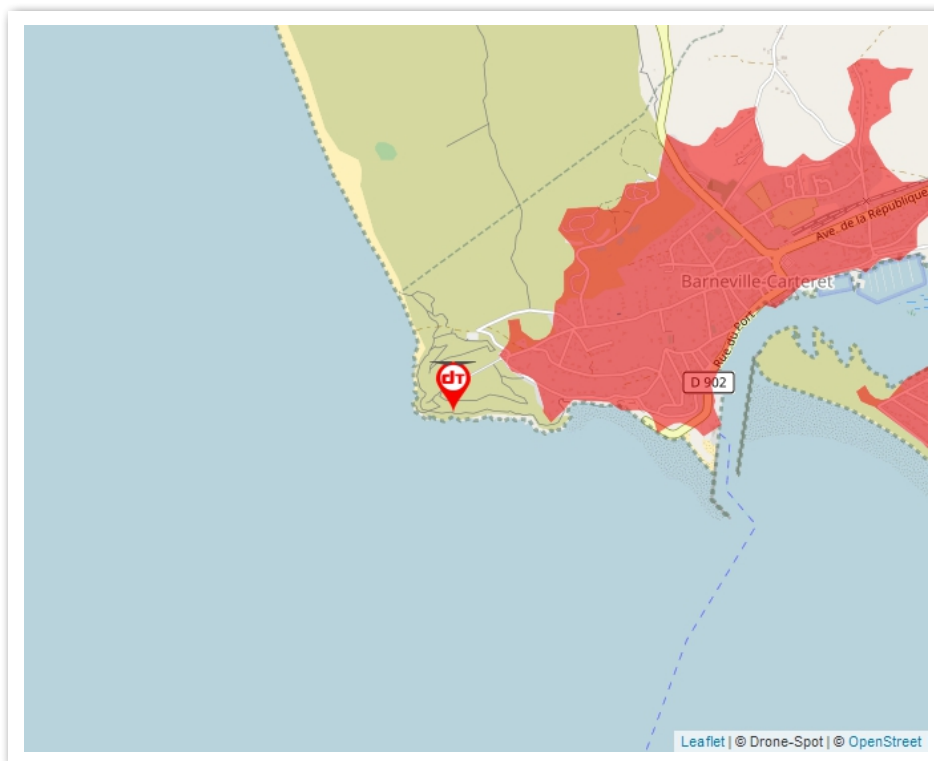 Ave. de la République
Barneville-Carteret
Rue du Port
D 902
DT
Leaflet | © Drone-Spot | © OpenStreet